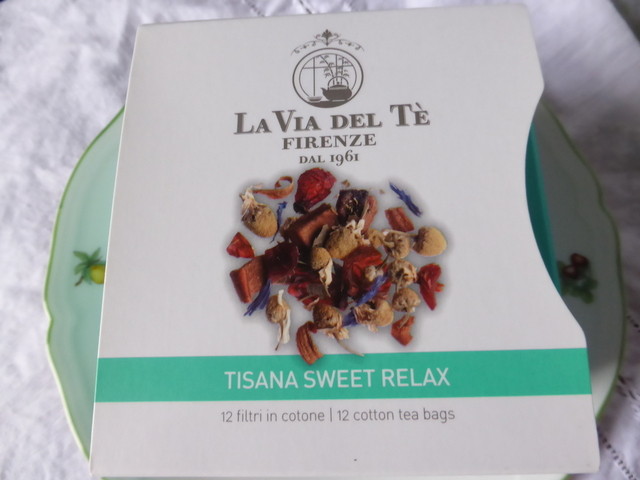 LA VIA DEL TÈ
FIRENZE
DAL 1961
TISANA SWEET RELAX
12 filtri in cotone | 12 cotton tea bags